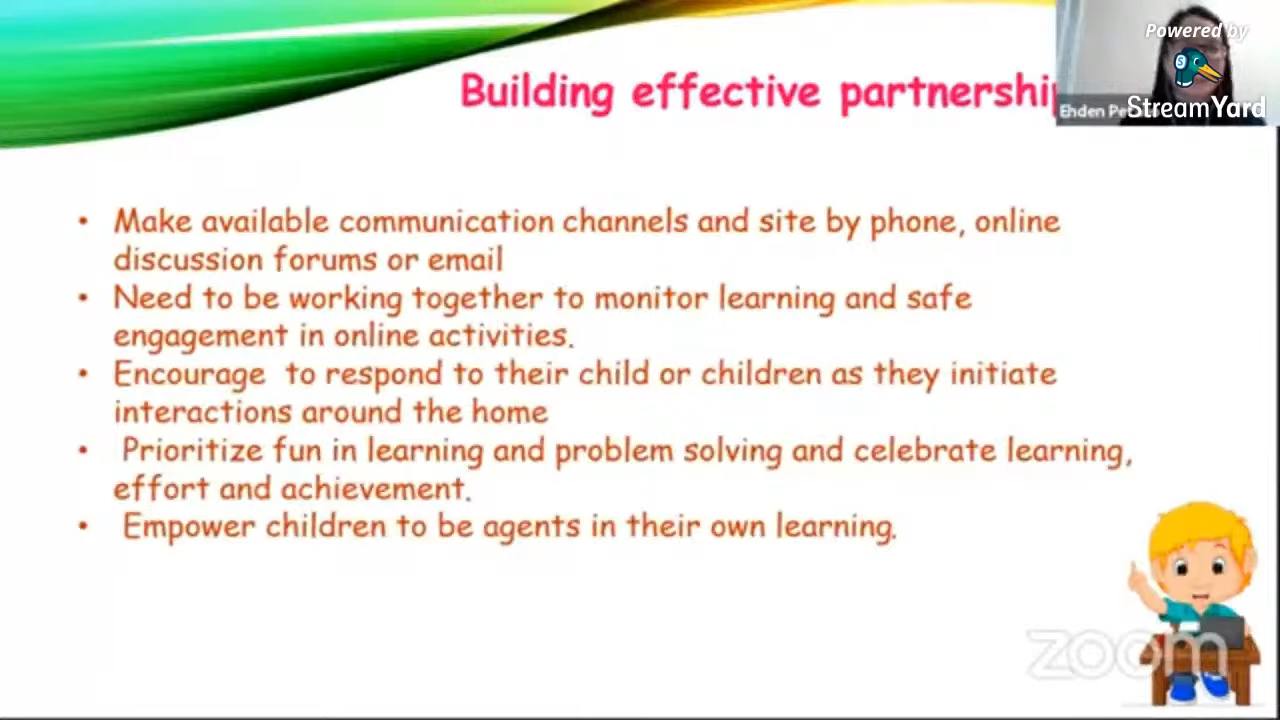 Powered by
StreamYard
Ehden
Building effective
• Make available communication channels and site by phone, online
discussion forums or email
• Need to be working together to monitor learning and safe
engagement in online activities.
• Encourage to respond to their child or children as they initiate
interactions around the home
• Prioritize fun in learning and problem solving and celebrate learning,
effort and achievement.
• Empower children to be agents in their own learning.
zoom